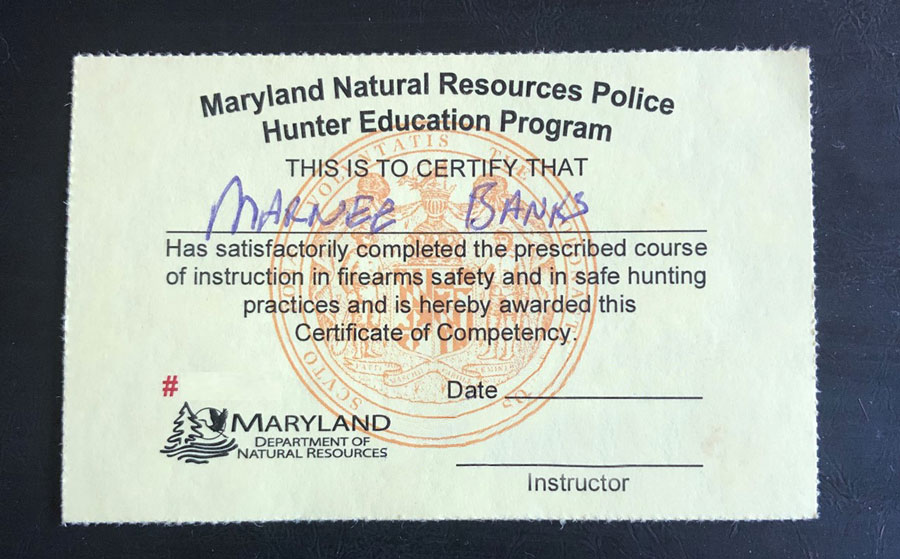 Maryland Natural Resources Police
Hunter Education Program
THIS IS TO CERTIFY THAT
MARNEE BANKS
Has satisfactorily completed the prescribed course
of instruction in firearms safety and in safe hunting
practices and is hereby awarded this
Certificate of Competency.
#
Date
MARYLAND
DEPARTMENT OF
NATURAL RESOURCES
Instructor